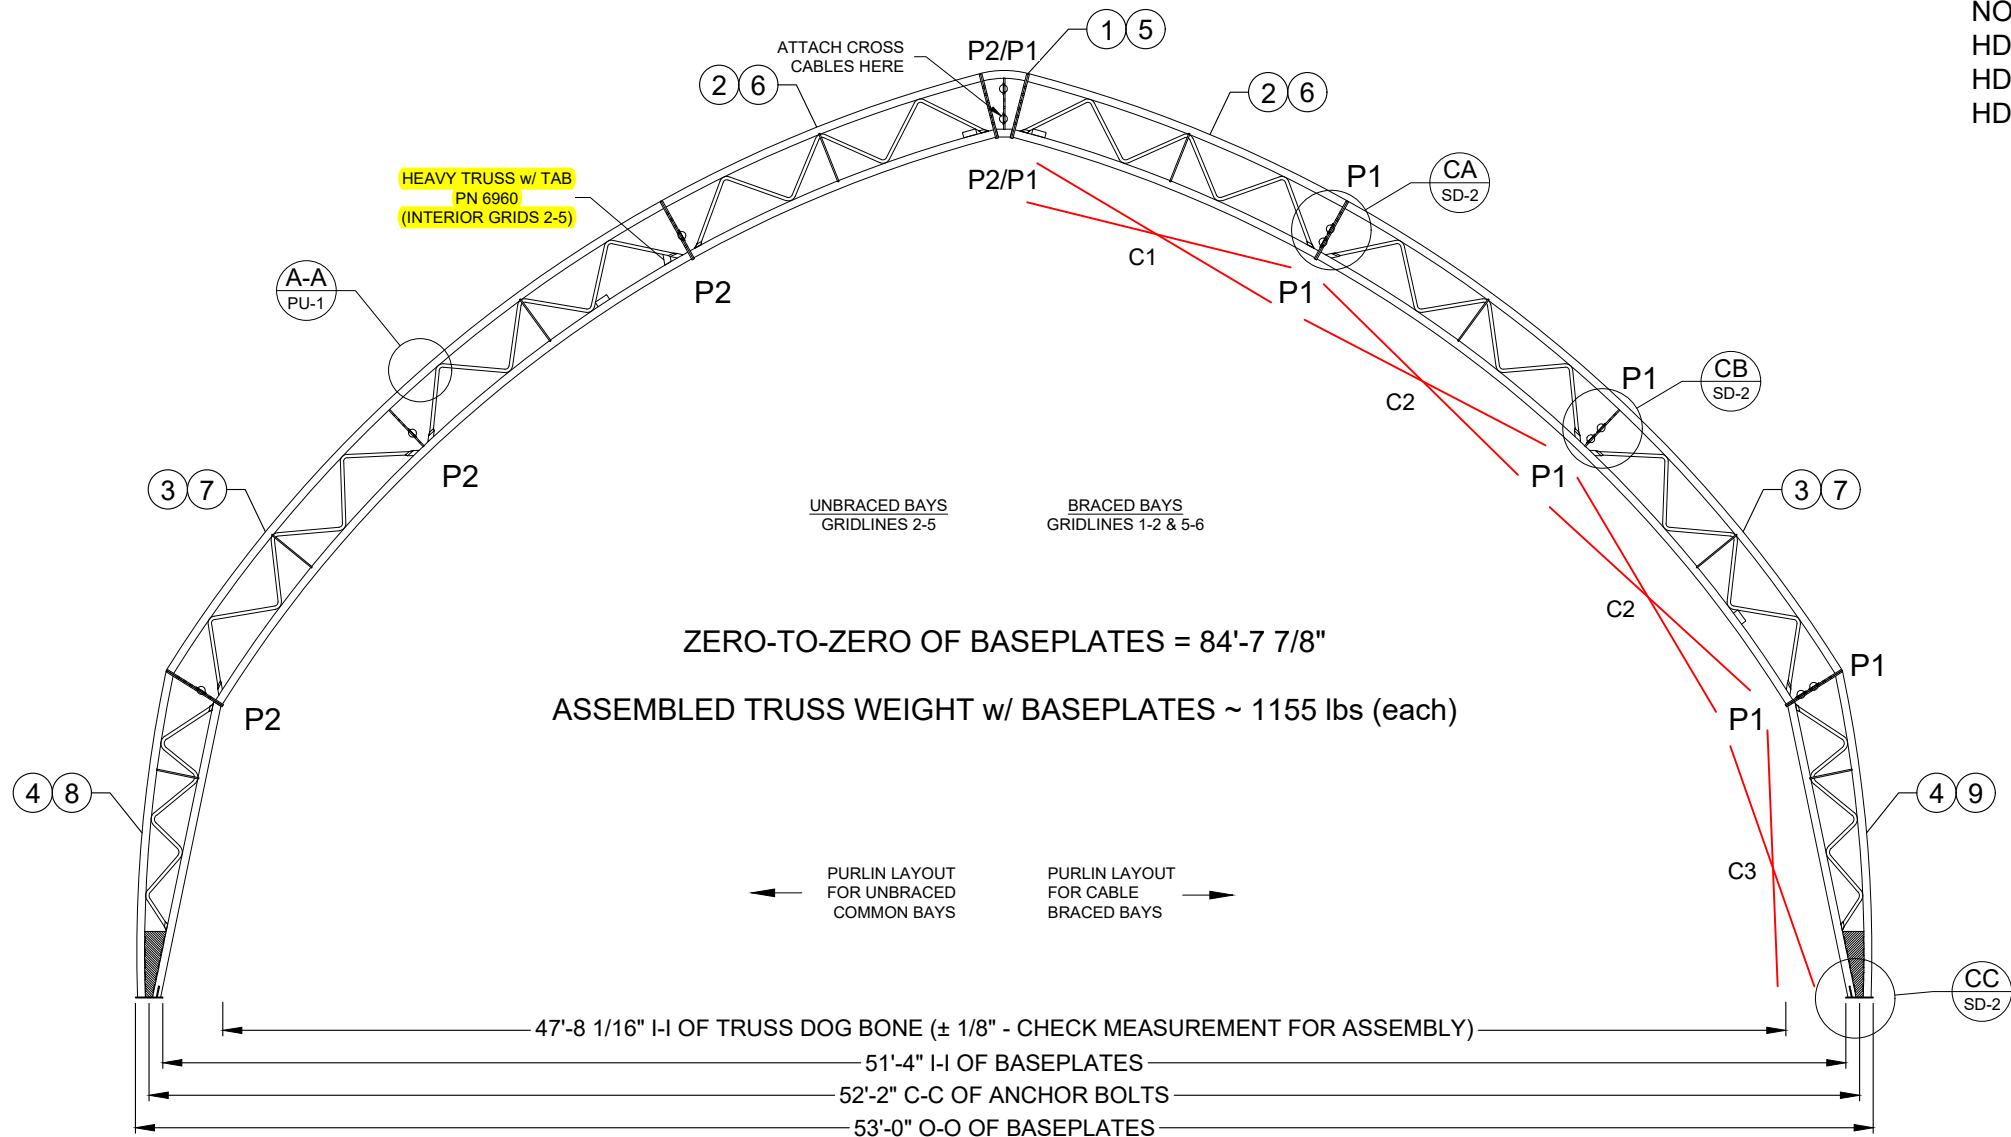 NO
HD
HD
HD
1 5
P2/P1
ATTACH CROSS
CABLES HERE
2 6
2 6
HEAVY TRUSS w/ TAB
PN 6960
(INTERIOR GRIDS 2-5)
P2/P1
P1
CA
SD-2
C1
A-A
PU-1
P2
P1
P1
CB
SD-2
C2
P2
P1
3 7
3 7
UNBRACED BAYS
GRIDLINES 2-5
BRACED BAYS
GRIDLINES 1-2 & 5-6
C2
ZERO-TO-ZERO OF BASEPLATES = 84'-7 7/8"
P1
P2
P1
ASSEMBLED TRUSS WEIGHT w/ BASEPLATES ~ 1155 lbs (each)
4 8
4 9
C3
PURLIN LAYOUT
FOR UNBRACED
COMMON BAYS
PURLIN LAYOUT
FOR CABLE
BRACED BAYS
CC
SD-2
47'-8 1/16" I-I OF TRUSS DOG BONE (± 1/8" - CHECK MEASUREMENT FOR ASSEMBLY)
51'-4" I-I OF BASEPLATES
52'-2" C-C OF ANCHOR BOLTS
53'-0" O-O OF BASEPLATES